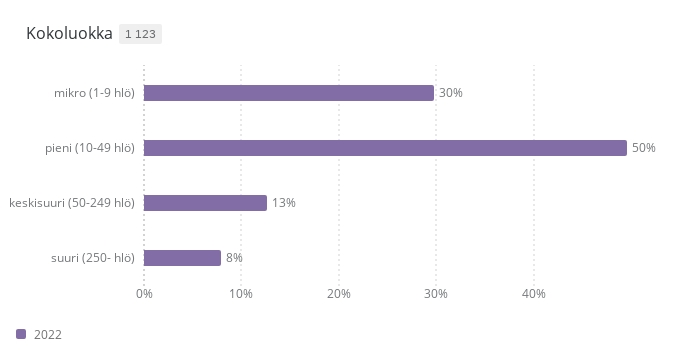 Kokoluokka 1 123
mikro (1-9 hlö) 30%
pieni (10-49 hlö) 50%
keskisuuri (50-249 hlö) 13%
suuri (250- hlö) 8%
0% 10% 20% 30% 40%
2022